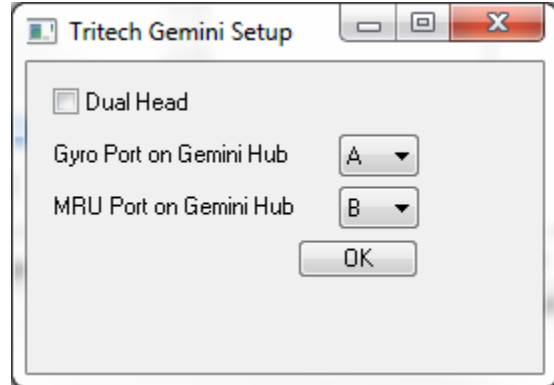 Tritech Gemini Setup
Dual Head
Gyro Port on Gemini Hub A
MRU Port on Gemini Hub B
OK